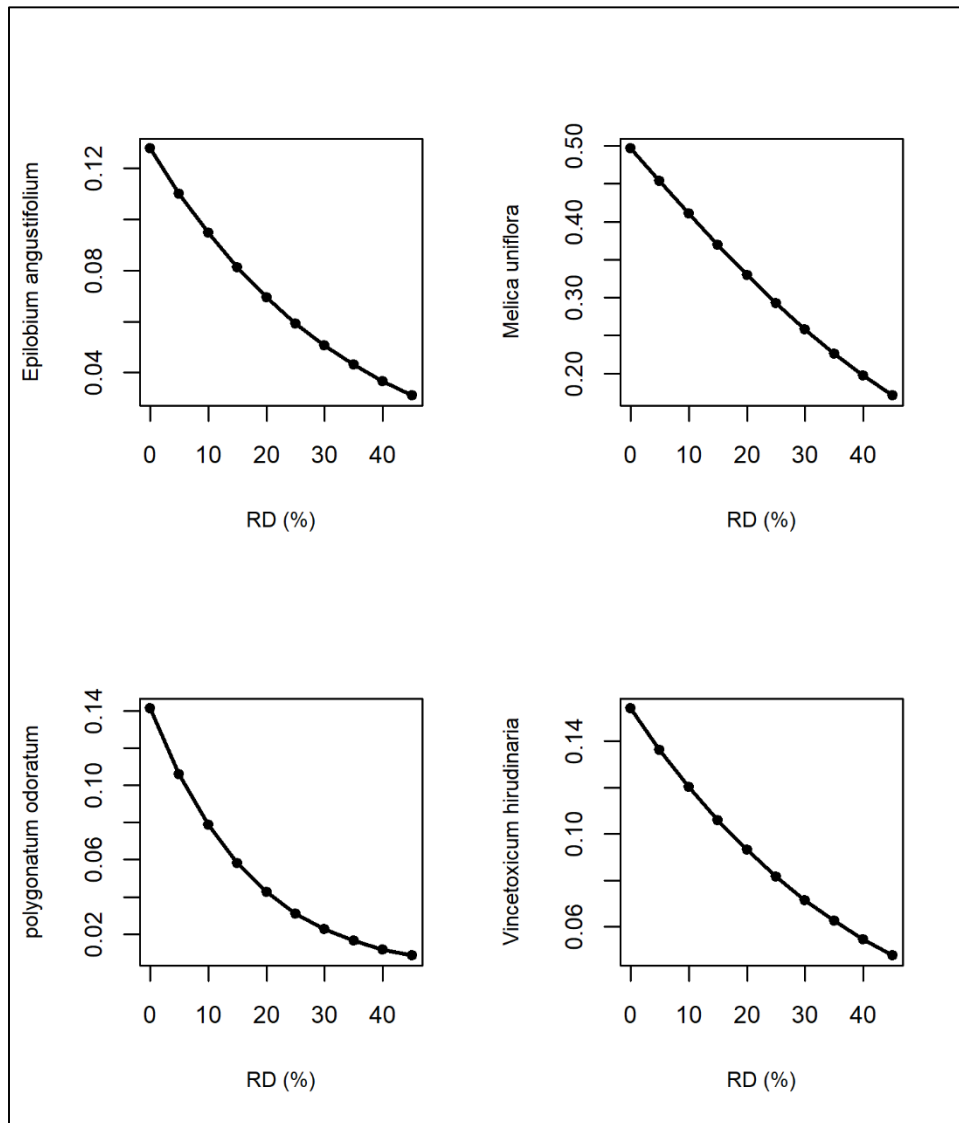 Epilobium angustifolium
0.04 0.08 0.12
0 10 20 30 40
RD (%)
Melica uniflora
0.20 0.30 0.40 0.50
0 10 20 30 40
RD (%)
polygonatum odoratum
0.02 0.06 0.10 0.14
0 10 20 30 40
RD (%)
Vincetoxicum hirudinaria
0.06 0.10 0.14
0 10 20 30 40
RD (%)